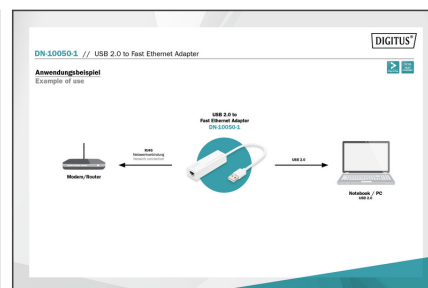 DIGITUS®
DN-10050-1 // USB 2.0 to Fast Ethernet Adapter
Anwendungsbeispiel
Example of use
USB 2.0 to
Fast Ethernet Adapter
DN-10050-1
RJ45
Netzwerkverbindung
Network connection
USB 2.0
Modem/Router
Notebook / PC
USB 2.0